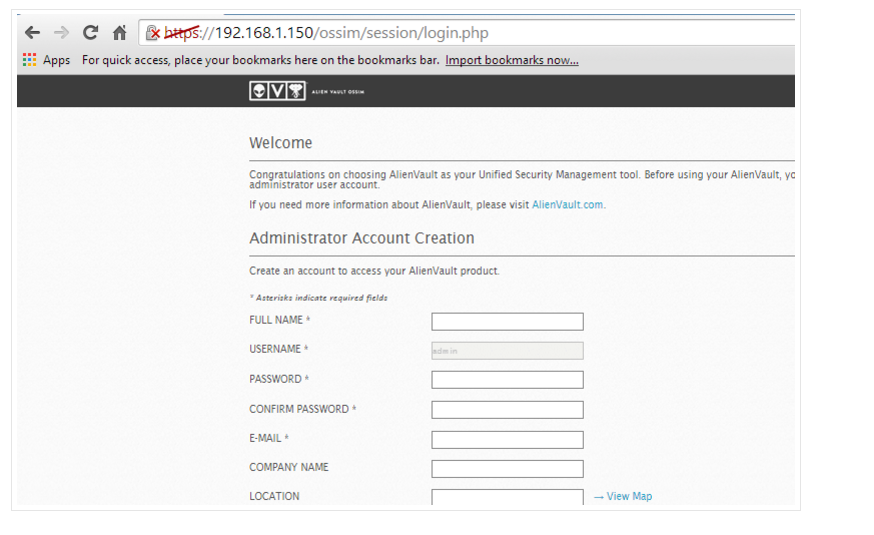 https://192.168.1.150/ossim/session/login.php
Apps For quick access, place your bookmarks here on the bookmarks bar. Import bookmarks now...
V ALIEN VAULT OSSIM
Welcome
Congratulations on choosing AlienVault as your Unified Security Management tool. Before using your AlienVault, yo
administrator user account.
If you need more information about AlienVault, please visit AlienVault.com.
Administrator Account Creation
Create an account to access your AlienVault product.
* Asterisks indicate required fields
FULL NAME *
USERNAME * admin
PASSWORD *
CONFIRM PASSWORD *
E-MAIL *
COMPANY NAME
LOCATION → View Map